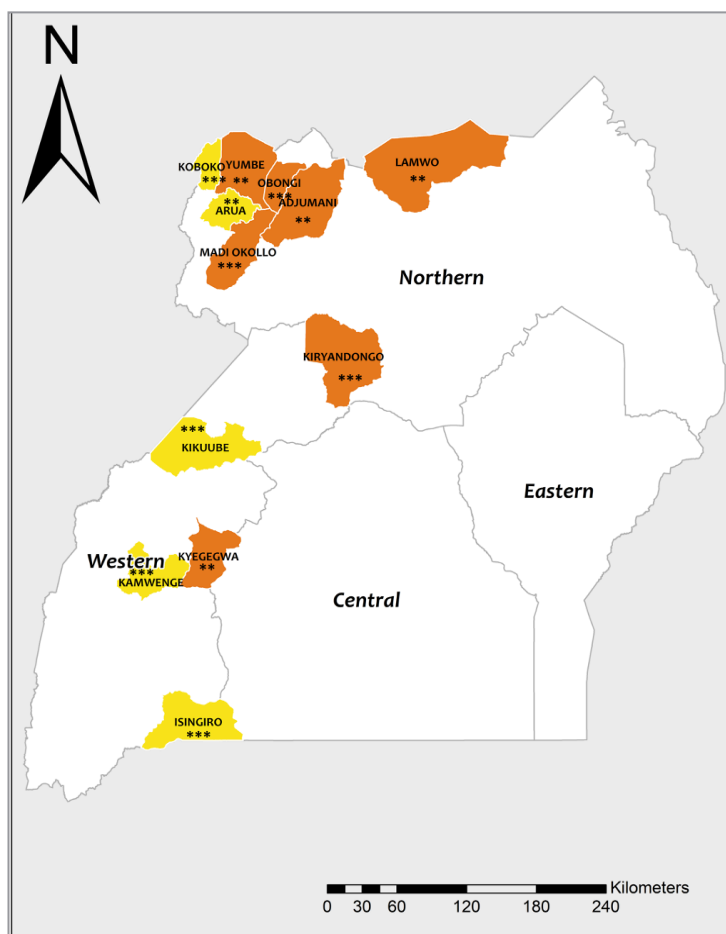 N
KOBOKO
***
YUMBE
**
OBONGI
***
ADJUMANI
**
LAMWO
**
**
ARUA
MADI OKOLLO
***
Northern
KIRYANDONGO
***
***
KIKUUBE
Eastern
Western
***
KAMWENGE
KYEGEGWA
**
Central
ISINGIRO
***
Kilometers
0 30 60 120 180 240